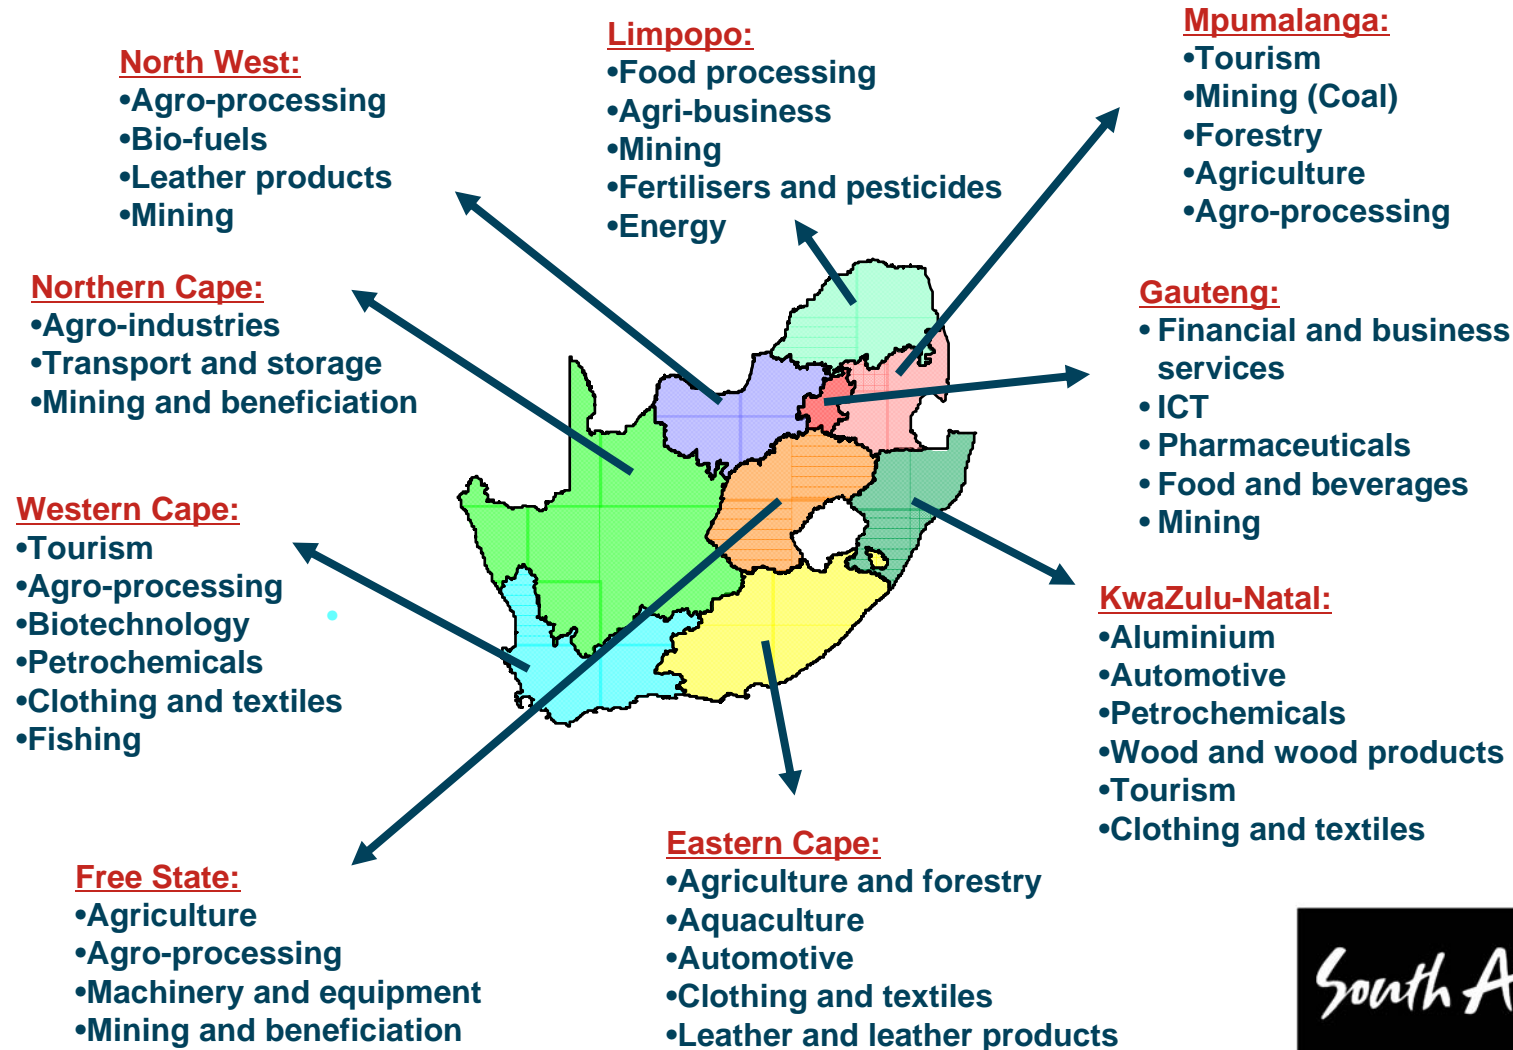 North West:
•Agro-processing
•Bio-fuels
•Leather products
•Mining
Limpopo:
•Food processing
•Agri-business
•Mining
•Fertilisers and pesticides
•Energy
Mpumalanga:
•Tourism
•Mining (Coal)
•Forestry
•Agriculture
•Agro-processing
Northern Cape:
•Agro-industries
•Transport and storage
•Mining and beneficiation
Gauteng:
• Financial and business
services
• ICT
• Pharmaceuticals
• Food and beverages
• Mining
Western Cape:
•Tourism
•Agro-processing
•Biotechnology
•Petrochemicals
•Clothing and textiles
•Fishing
KwaZulu-Natal:
•Aluminium
•Automotive
•Petrochemicals
•Wood and wood products
•Tourism
•Clothing and textiles
Free State:
•Agriculture
•Agro-processing
•Machinery and equipment
•Mining and beneficiation
Eastern Cape:
•Agriculture and forestry
•Aquaculture
•Automotive
•Clothing and textiles
•Leather and leather products
South A